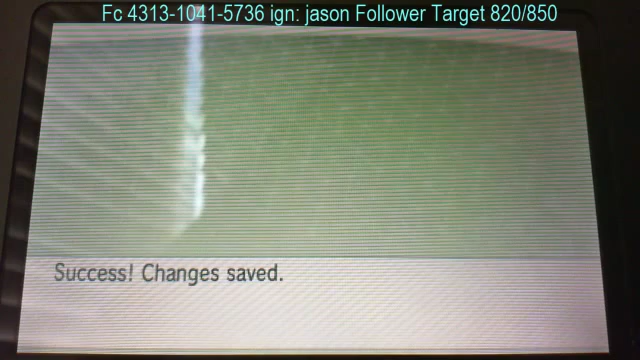 Fc 4313-1041-5736 ign: jason Follower Target 820/850
Success! Changes saved.